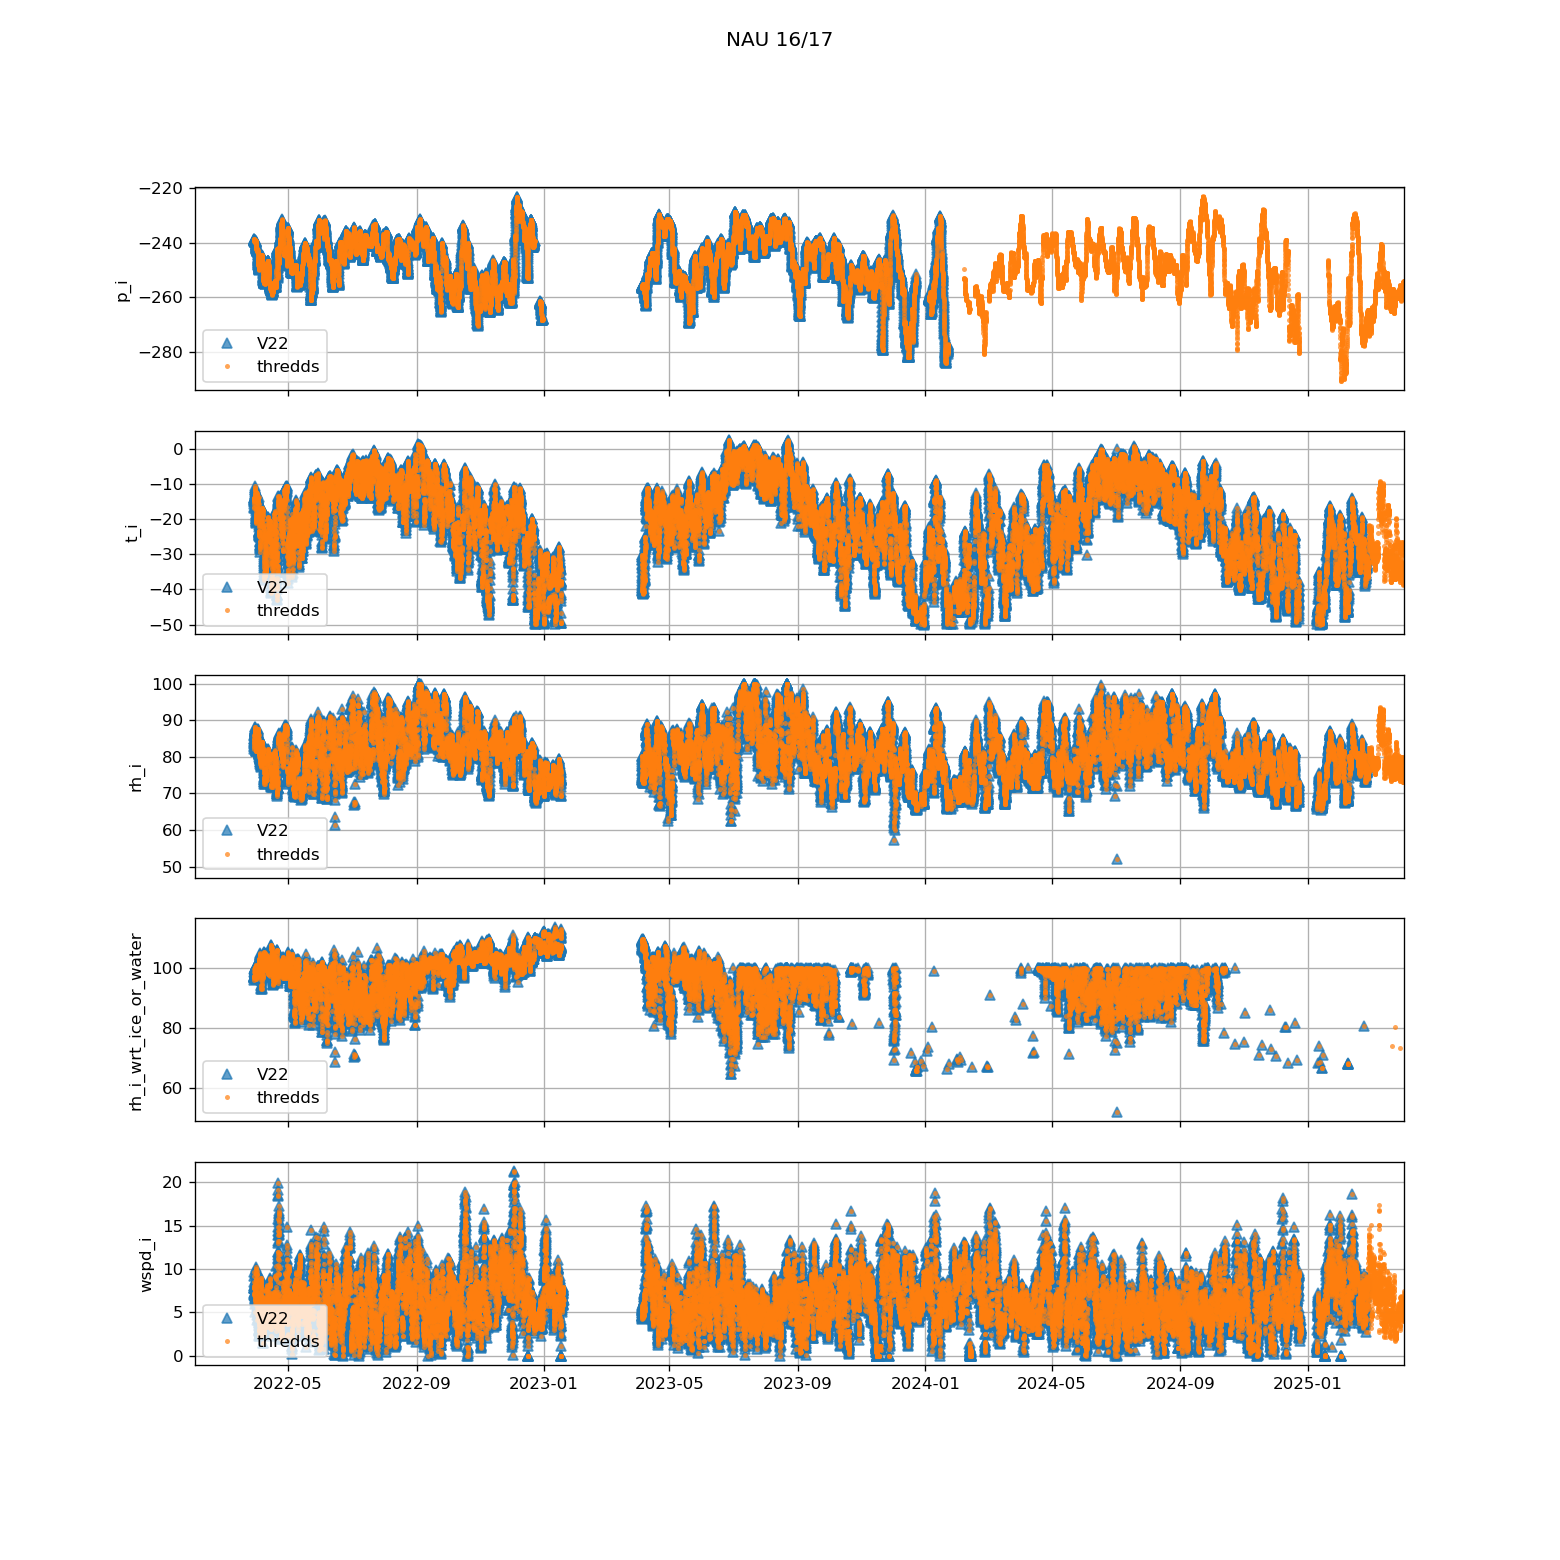 NAU 16/17
−220
−240
−260
−280
p_i
V22
thredds
0
−10
−20
−30
−40
−50
t_i
V22
thredds
100
90
80
70
60
50
rh_i
V22
thredds
100
80
60
rh_i_wrt_ice_or_water
V22
thredds
20
15
10
5
0
wspd_i
V22
thredds
2022-05 2022-09 2023-01 2023-05 2023-09 2024-01 2024-05 2024-09 2025-01